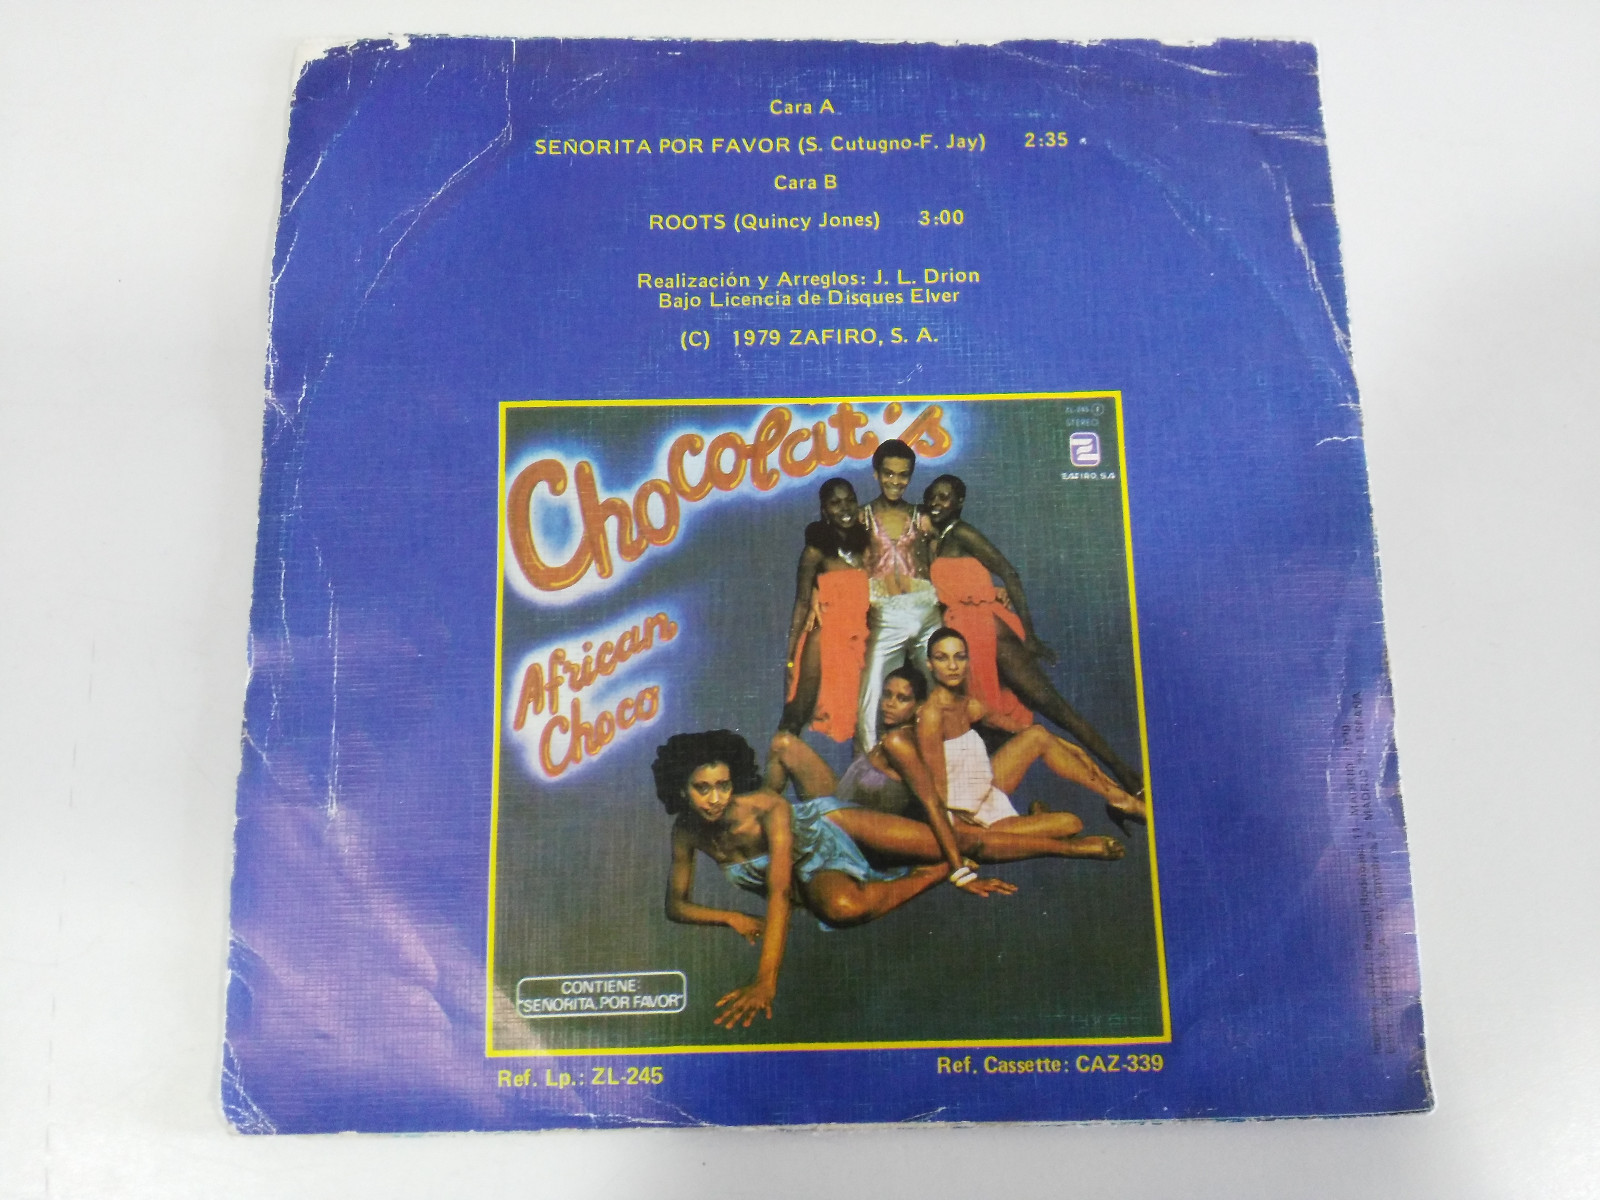 Cara A
SEÑORITA POR FAVOR (S. Cutugno-F. Jay) 2:35
Cara B
ROOTS (Quincy Jones) 3:00
Realización y Arreglos: J. L. Drion
Bajo Licencia de Disques Elver
(C) 1979 ZAFIRO, S. A.
Chocolat's
STEREO
ZAFIRO, S.A
African
Choco
CONTIENE:
"SEÑORITA, POR FAVOR"
Ref. Lp.: ZL-245
Ref. Cassette: CAZ-339